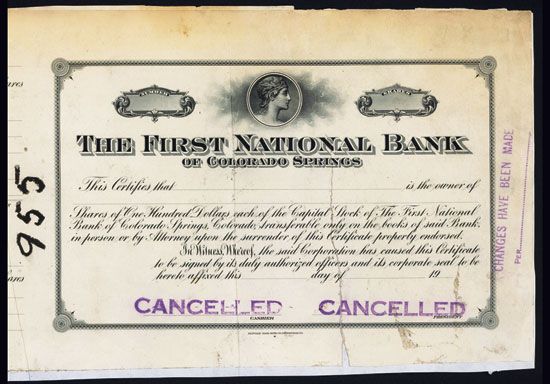 ares
NUMBER
SHARES
THE FIRST NATIONAL BANK
OF COLORADO SPRINGS
This Certifies that is the owner of
Shares of One Hundred Dollars each of the Capital Stock of The First National
Bank of Colorado Springs, Colorado, transferable only on the books of said Bank,
in person or by Attorney upon the surrender of this Certificate properly endorsed.
In Witness Whereof, the said Corporation has caused this Certificate
to be signed by its duly authorized officers and its corporate seal to be
hereto affixed this day of 19
CANCELLED CANCELLED
CASHIER PRESIDENT
955
ares
CHANGES HAVE BEEN MADE
PER